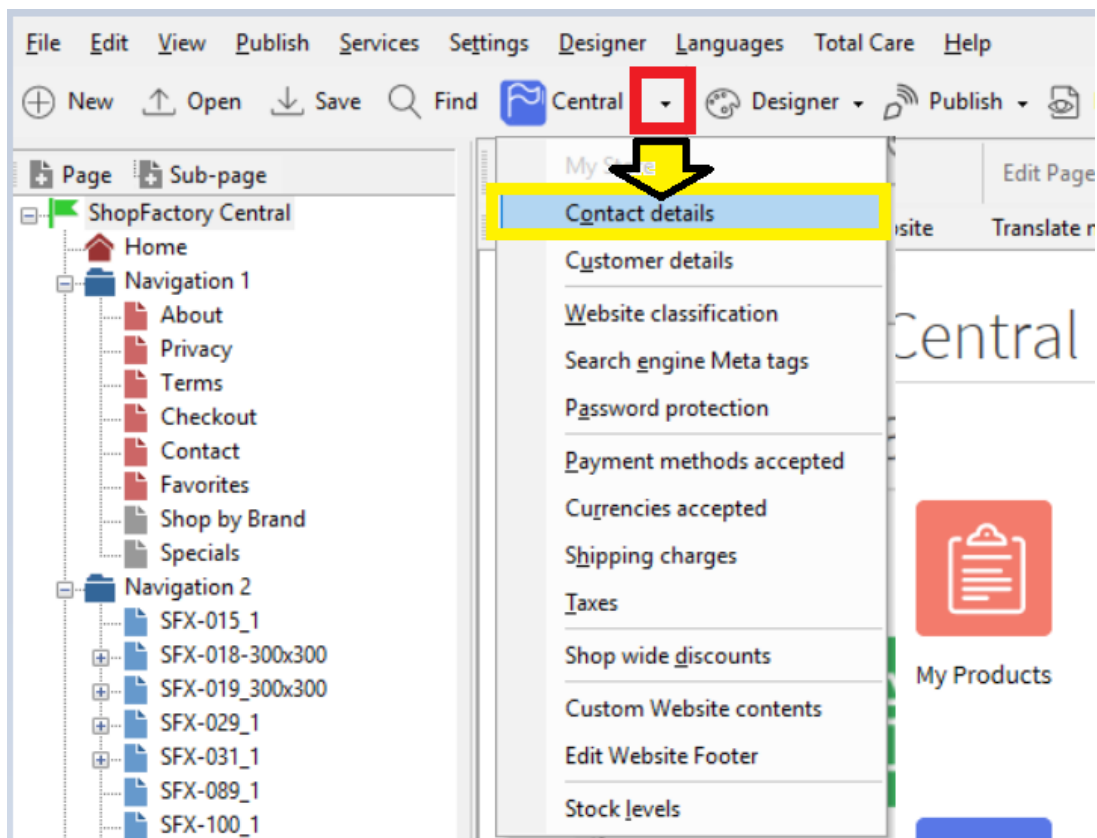 File Edit View Publish Services Settings Designer Languages Total Care Help
New Open Save Find Central Designer Publish
Page Sub-page
ShopFactory Central
Home
Navigation 1
About
Privacy
Terms
Checkout
Contact
Favorites
Shop by Brand
Specials
Navigation 2
SFX-015_1
SFX-018-300x300
SFX-019_300x300
SFX-029_1
SFX-031_1
SFX-089_1
SFX-100_1
My
Contact details
Customer details
Website classification
Search engine Meta tags
Password protection
Payment methods accepted
Currencies accepted
Shipping charges
Taxes
Shop wide discounts
Custom Website contents
Edit Website Footer
Stock levels
Edit Page
Translate
Central
My Products